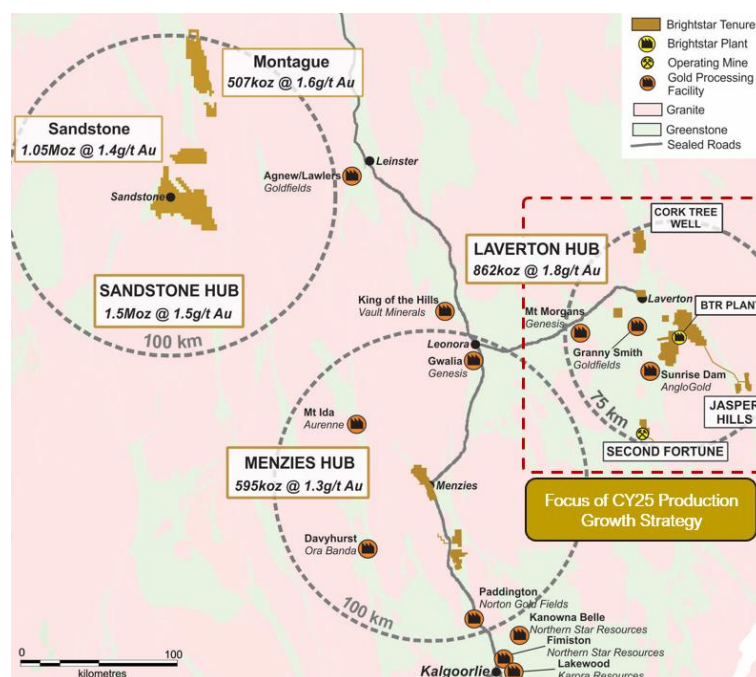 Montague
507koz @ 1.6g/t Au
Sandstone
1.05Moz @ 1.4g/t Au
Sandstone
SANDSTONE HUB
1.5Moz @ 1.5g/t Au
100 km
Leinster
Agnew/Lawlers
Goldfields
Brightstar Tenure
Brightstar Plant
Operating Mine
Gold Processing
Facility
Granite
Greenstone
Sealed Roads
CORK TREE
WELL
LAVERTON HUB
862koz @ 1.8g/t Au
Laverton
BTR PLANT
King of the Hills
Vault Minerals
Mt Morgans
Genesis
Leonora
Gwalia
Genesis
Granny Smith
Goldfields
Sunrise Dam
AngloGold
JASPER
HILLS
75 km
SECOND FORTUNE
Mt Ida
Aurenne
MENZIES HUB
595koz @ 1.3g/t Au
Menzies
Focus of CY25 Production
Growth Strategy
Davyhurst
Ora Banda
100 km
Paddington
Norton Gold Fields
Kanowna Belle
Northern Star Resources
Fimiston
Northern Star Resources
Kalgoorlie
Lakewood
Karora Resources
0
100
kilometres